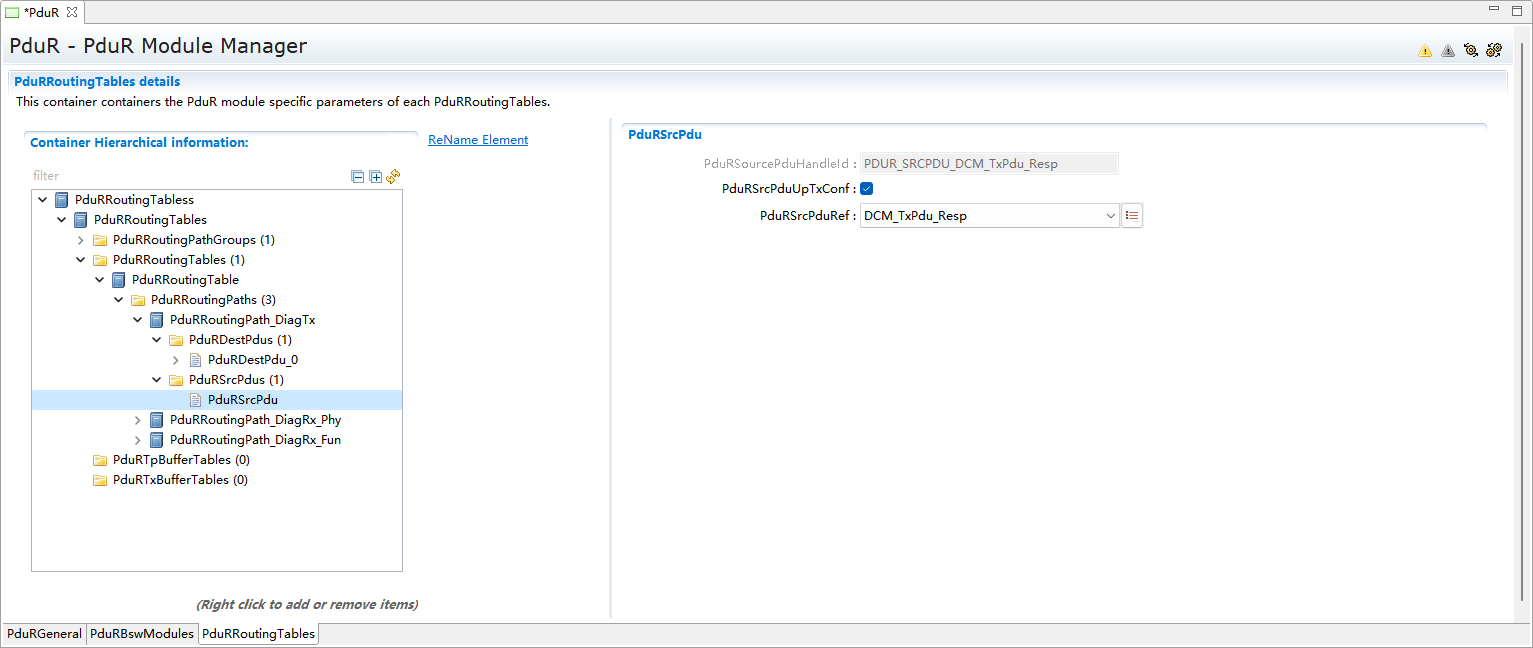 *PduR
PduR - PduR Module Manager
PduRRoutingTables details
This container containers the PduR module specific parameters of each PduRRoutingTables.
Container Hierarchical information:
ReName Element
filter
PduRRoutingTabless
PduRRoutingTables
PduRRoutingPathGroups (1)
PduRRoutingTables (1)
PduRRoutingTable
PduRRoutingPaths (3)
PduRRoutingPath_DiagTx
PduRDestPdus (1)
PduRDestPdu_0
PduRSrcPdus (1)
PduRSrcPdu
PduRRoutingPath_DiagRx_Phy
PduRRoutingPath_DiagRx_Fun
PduRTpBufferTables (0)
PduRTxBufferTables (0)
(Right click to add or remove items)
PduRSrcPdu
PduRSourcePduHandleId : PDUR_SRCPDU_DCM_TxPdu_Resp
PduRSrcPduUpTxConf :
PduRSrcPduRef : DCM_TxPdu_Resp
PduRGeneral PduRBswModules PduRRoutingTables